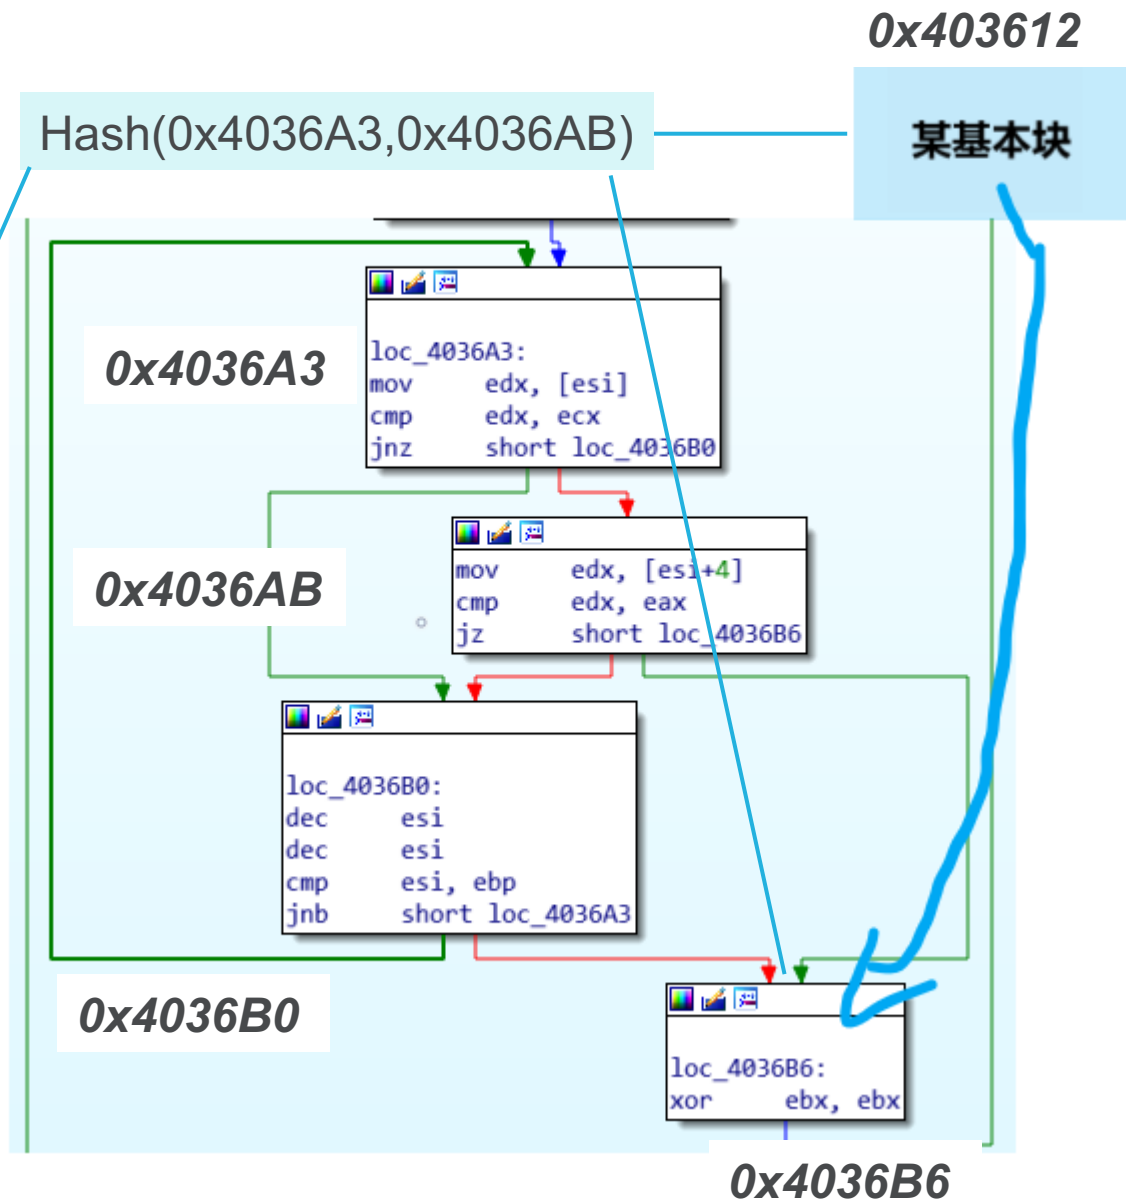 0x403612
Hash(0x4036A3,0x4036AB)
某基本块
0x4036A3
loc_4036A3:
mov edx, [esi]
cmp edx, ecx
jnz short loc_4036B0
0x4036AB
mov edx, [esi+4]
cmp edx, eax
jz short loc_4036B6
loc_4036B0:
dec esi
dec esi
cmp esi, ebp
jnb short loc_4036A3
0x4036B0
loc_4036B6:
xor ebx, ebx
0x4036B6